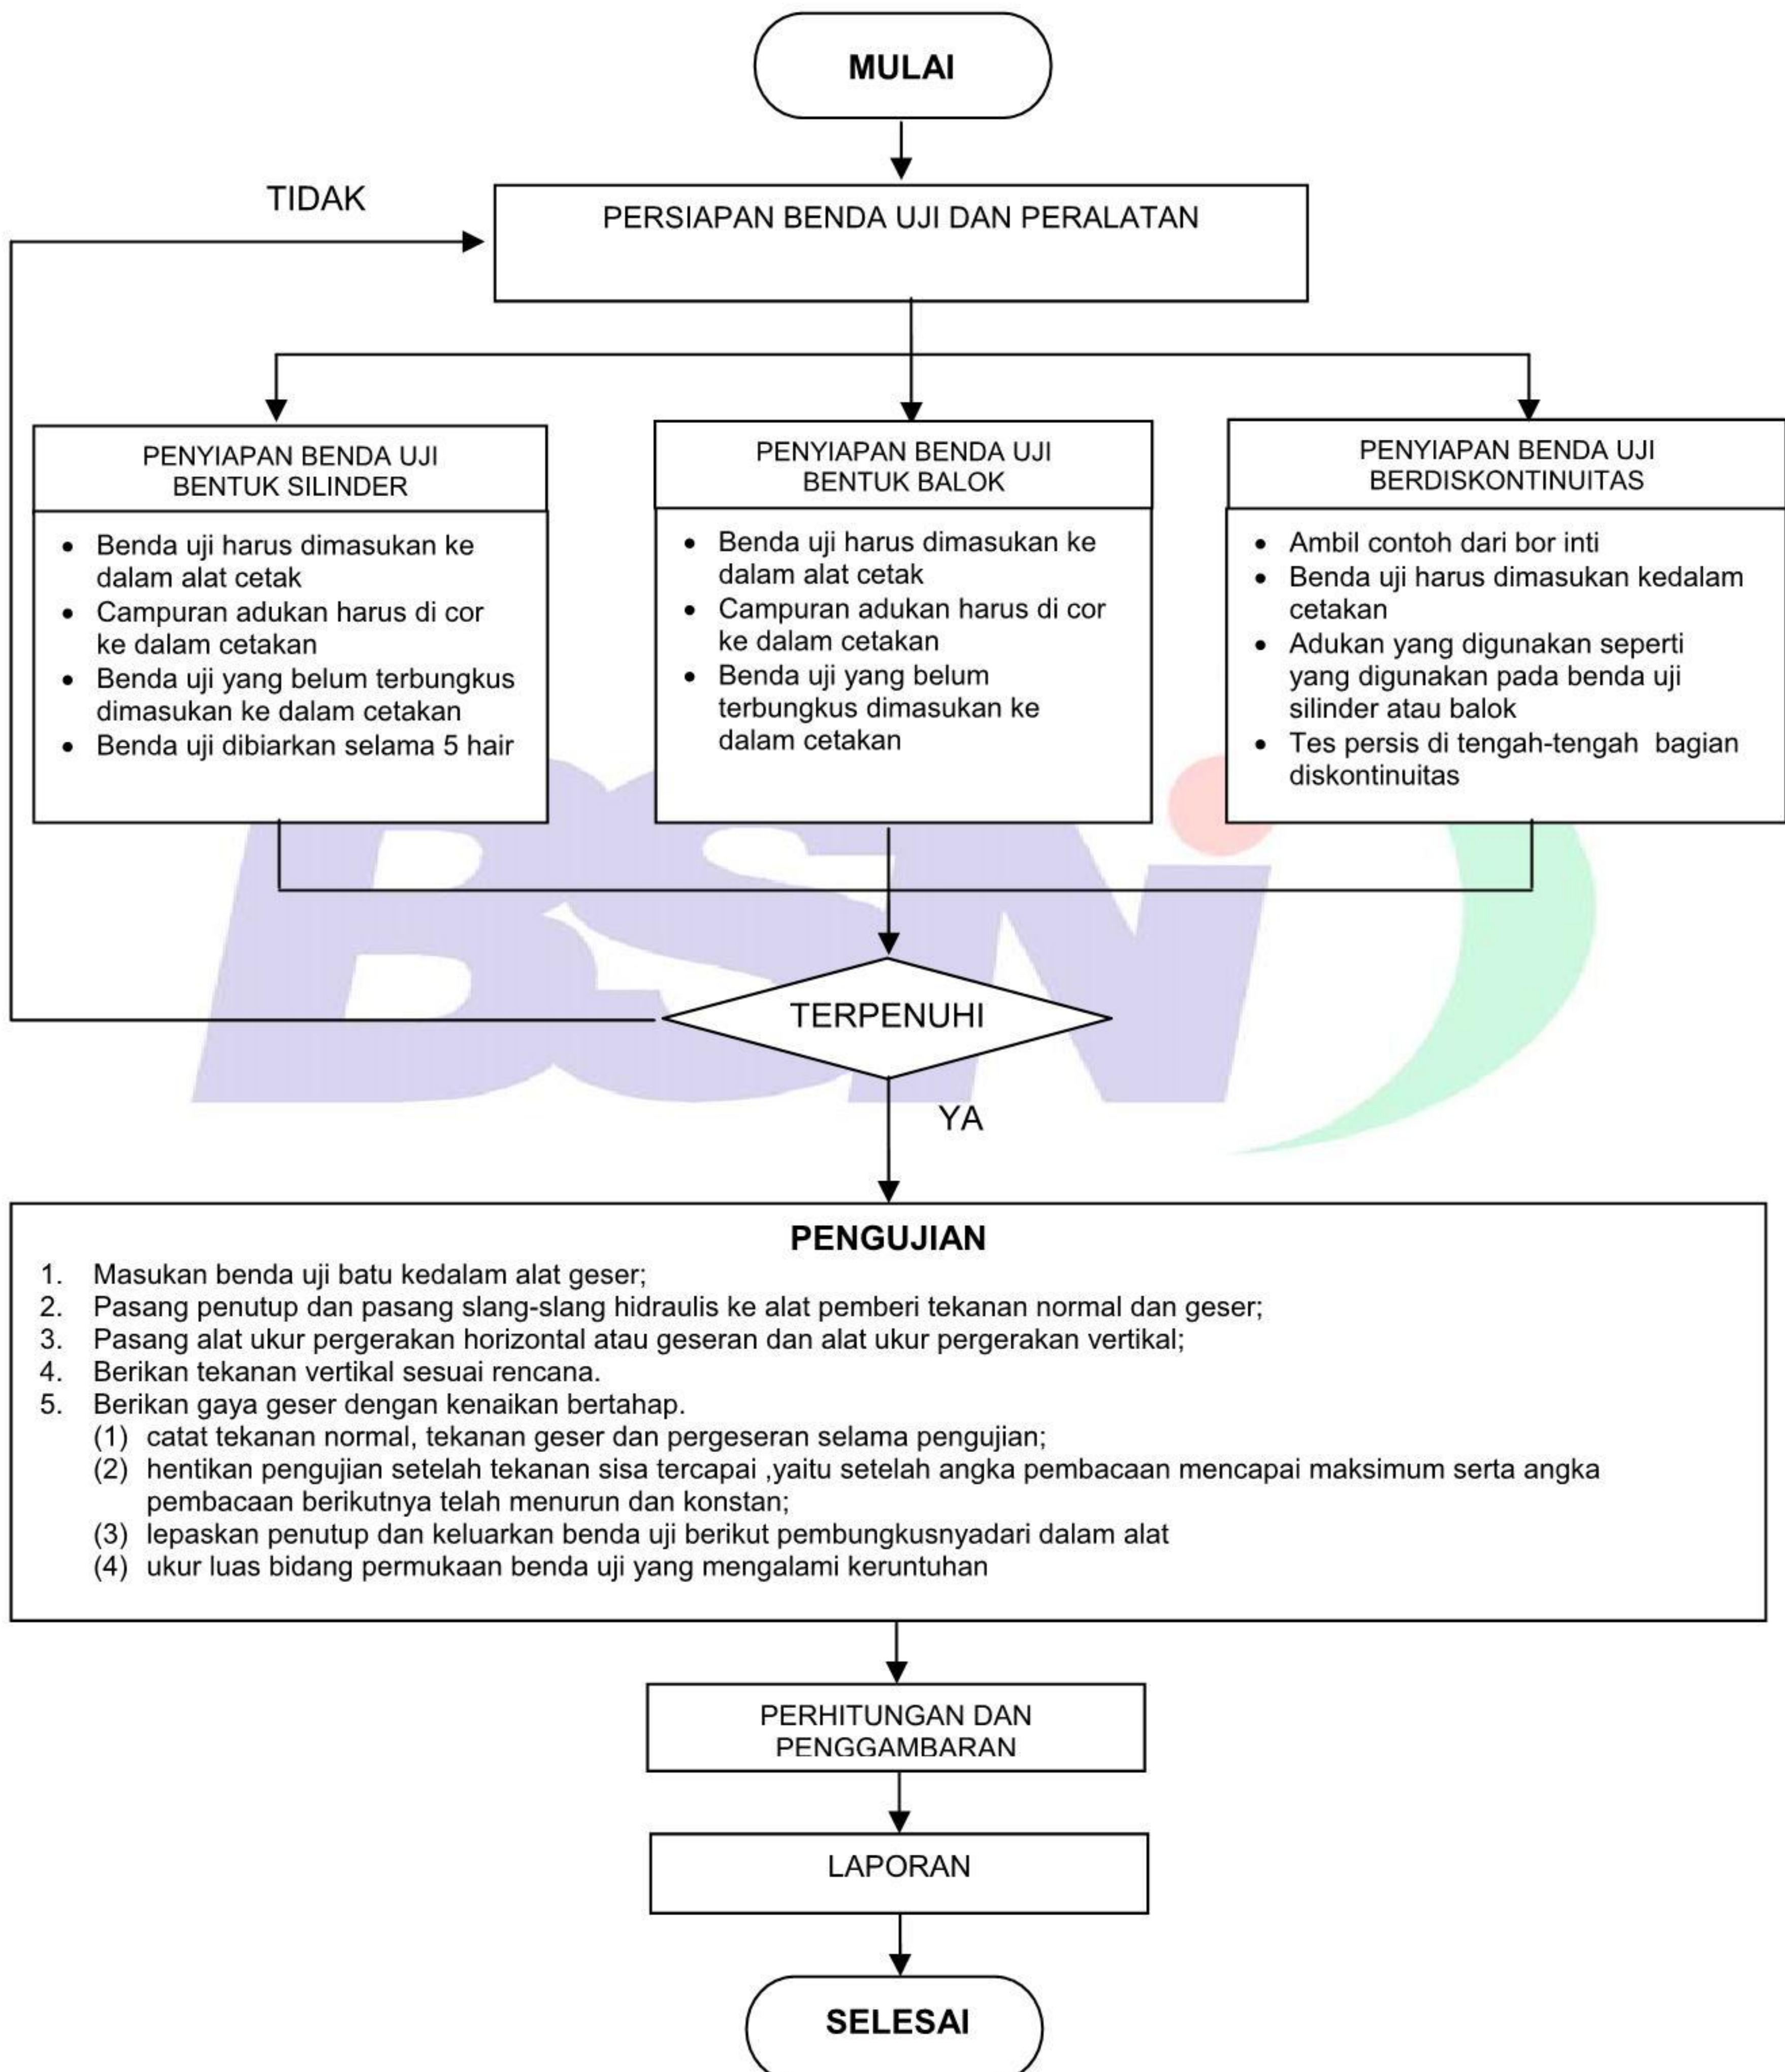 MULAI
TIDAK
PERSIAPAN BENDA UJI DAN PERALATAN
PENYIAPAN BENDA UJI
BENTUK SILINDER
• Benda uji harus dimasukan ke
dalam alat cetak
• Campuran adukan harus di cor
ke dalam cetakan
• Benda uji yang belum terbungkus
dimasukan ke dalam cetakan
• Benda uji dibiarkan selama 5 hair
PENYIAPAN BENDA UJI
BENTUK BALOK
• Benda uji harus dimasukan ke
dalam alat cetak
• Campuran adukan harus di cor
ke dalam cetakan
• Benda uji yang belum
terbungkus dimasukan ke
dalam cetakan
PENYIAPAN BENDA UJI
BERDISKONTINUITAS
• Ambil contoh dari bor inti
• Benda uji harus dimasukan kedalam
cetakan
• Adukan yang digunakan seperti
yang digunakan pada benda uji
silinder atau balok
• Tes persis di tengah-tengah bagian
diskontinuitas
BSN
TERPENUHI
YA
PENGUJIAN
1. Masukan benda uji batu kedalam alat geser;
2. Pasang penutup dan pasang slang-slang hidraulis ke alat pemberi tekanan normal dan geser;
3. Pasang alat ukur pergerakan horizontal atau geseran dan alat ukur pergerakan vertikal;
4. Berikan tekanan vertikal sesuai rencana.
5. Berikan gaya geser dengan kenaikan bertahap.
(1) catat tekanan normal, tekanan geser dan pergeseran selama pengujian;
(2) hentikan pengujian setelah tekanan sisa tercapai ,yaitu setelah angka pembacaan mencapai maksimum serta angka
pembacaan berikutnya telah menurun dan konstan;
(3) lepaskan penutup dan keluarkan benda uji berikut pembungkusnyadari dalam alat
(4) ukur luas bidang permukaan benda uji yang mengalami keruntuhan
PERHITUNGAN DAN
PENGGAMBARAN
LAPORAN
SELESAI